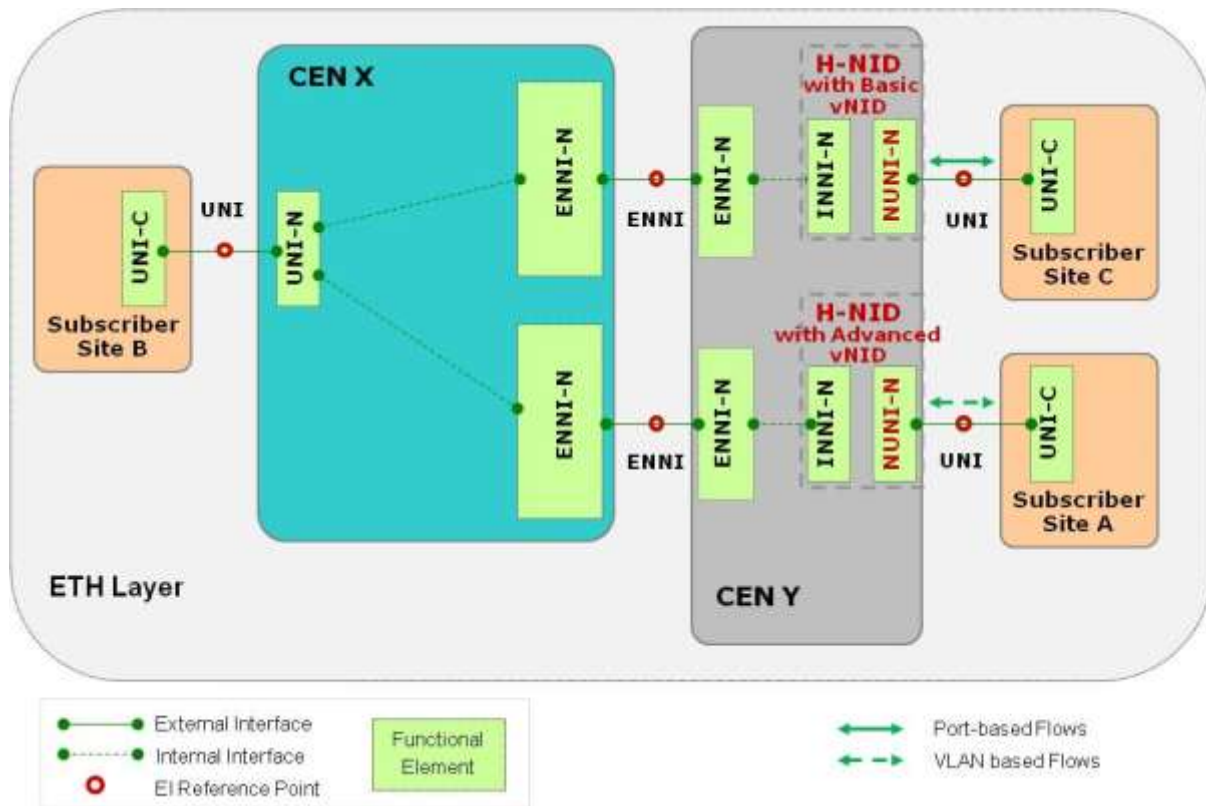 CEN X
H-NID
with Basic
vNID
ENNI-N
ENNI-N
INNI-N
NUNI-N
UNI-C
UNI
ENNI
UNI
UNI-C
UNI-N
Subscriber
Site C
Subscriber
Site B
H-NID
with Advanced
vNID
ENNI-N
ENNI-N
INNI-N
NUNI-N
UNI-C
ENNI
UNI
Subscriber
Site A
ETH Layer
CEN Y
External Interface
Internal Interface
EI Reference Point
Functional
Element
Port-based Flows
VLAN based Flows